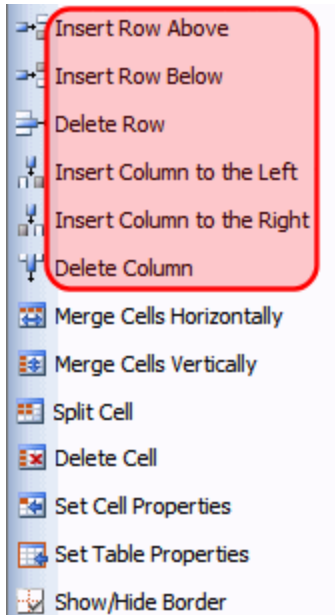 Insert Row Above
Insert Row Below
Delete Row
Insert Column to the Left
Insert Column to the Right
Delete Column
Merge Cells Horizontally
Merge Cells Vertically
Split Cell
Delete Cell
Set Cell Properties
Set Table Properties
Show/Hide Border